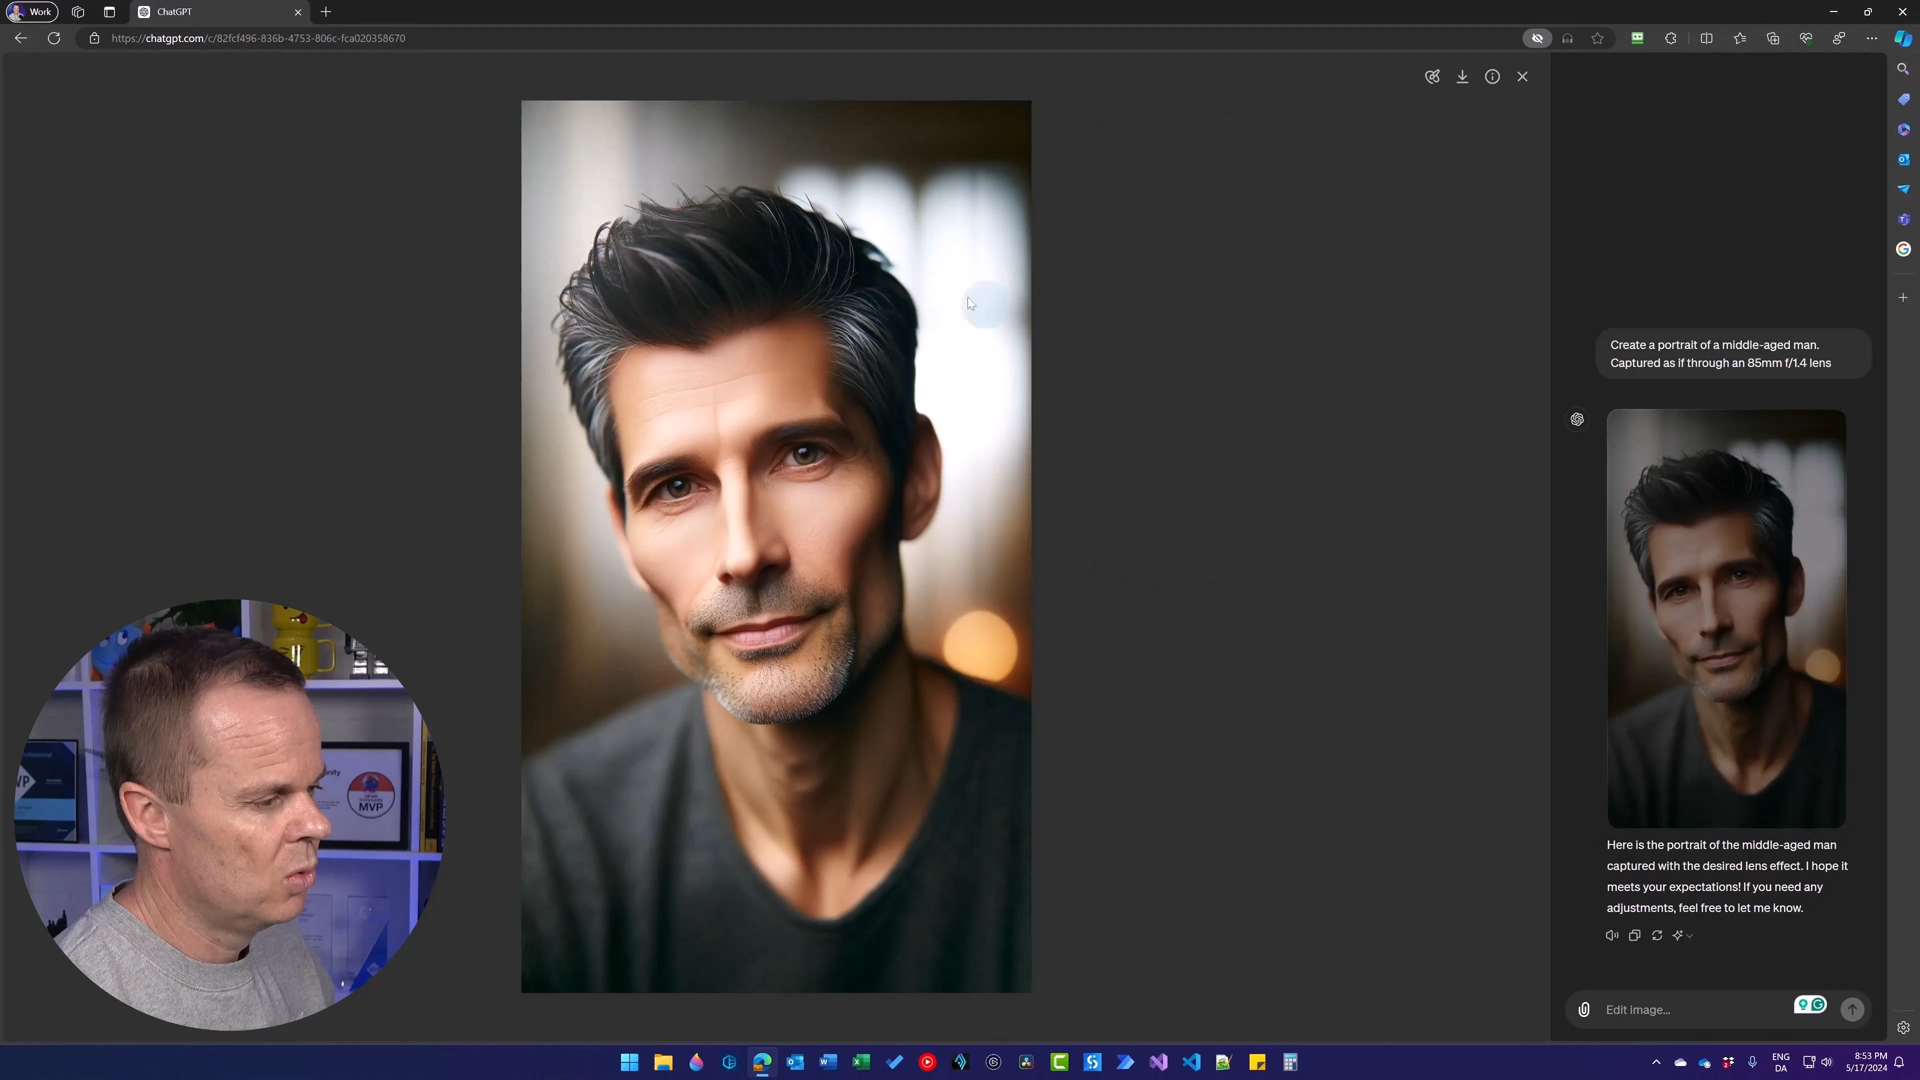 Work
ChatGPT
https://chatgpt.com/c/82fcf496-836b-4753-806c-fca020358670
Create a portrait of a middle-aged man.
Captured as if through an 85mm f/1.4 lens
Here is the portrait of the middle-aged man
captured with the desired lens effect. I hope it
meets your expectations! If you need any
adjustments, feel free to let me know.
Edit image...
MVP
ENG
DA
8:53 PM
5/17/2024